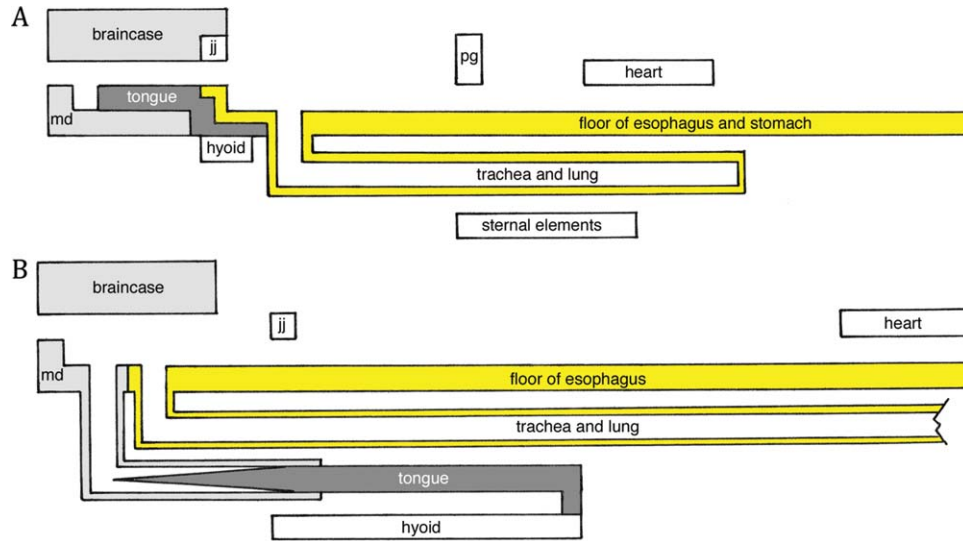 A
braincase
jj
pg
heart
tongue
md
floor of esophagus and stomach
hyoid
trachea and lung
sternal elements
B
braincase
jj
heart
md
floor of esophagus
trachea and lung
tongue
hyoid